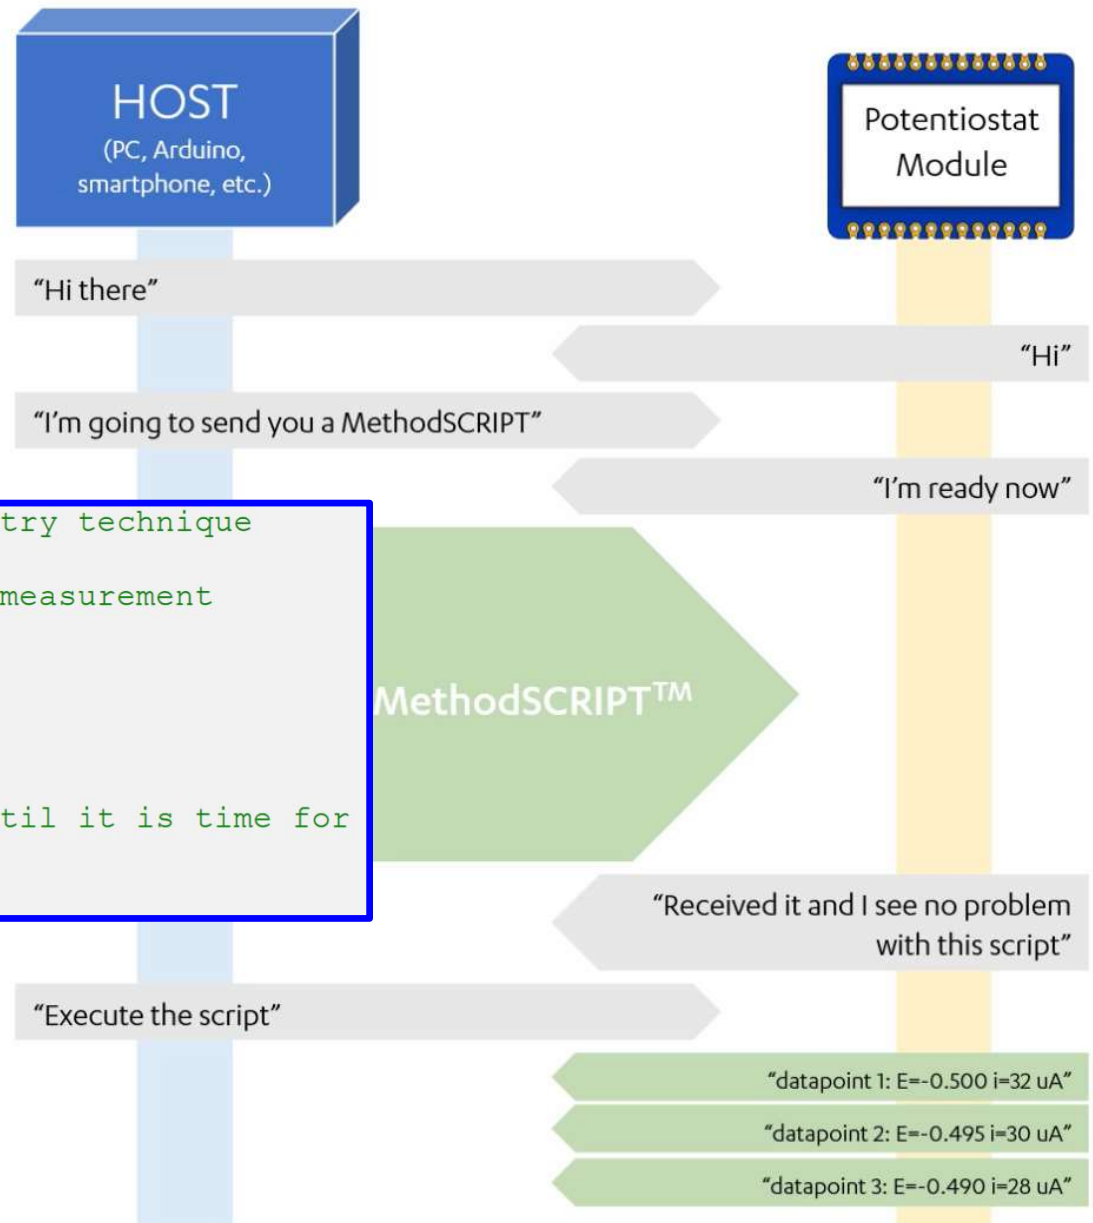 HOST
(PC, Arduino,
smartphone, etc.)
Potentiostat
Module
“Hi there”
“Hi”
“I’m going to send you a MethodSCRIPT”
“I’m ready now”
try technique
measurement
til it is time for
MethodSCRIPT™
“Received it and I see no problem
with this script”
“Execute the script”
“datapoint 1: E=-0.500 i=32 uA”
“datapoint 2: E=-0.495 i=30 uA”
“datapoint 3: E=-0.490 i=28 uA”